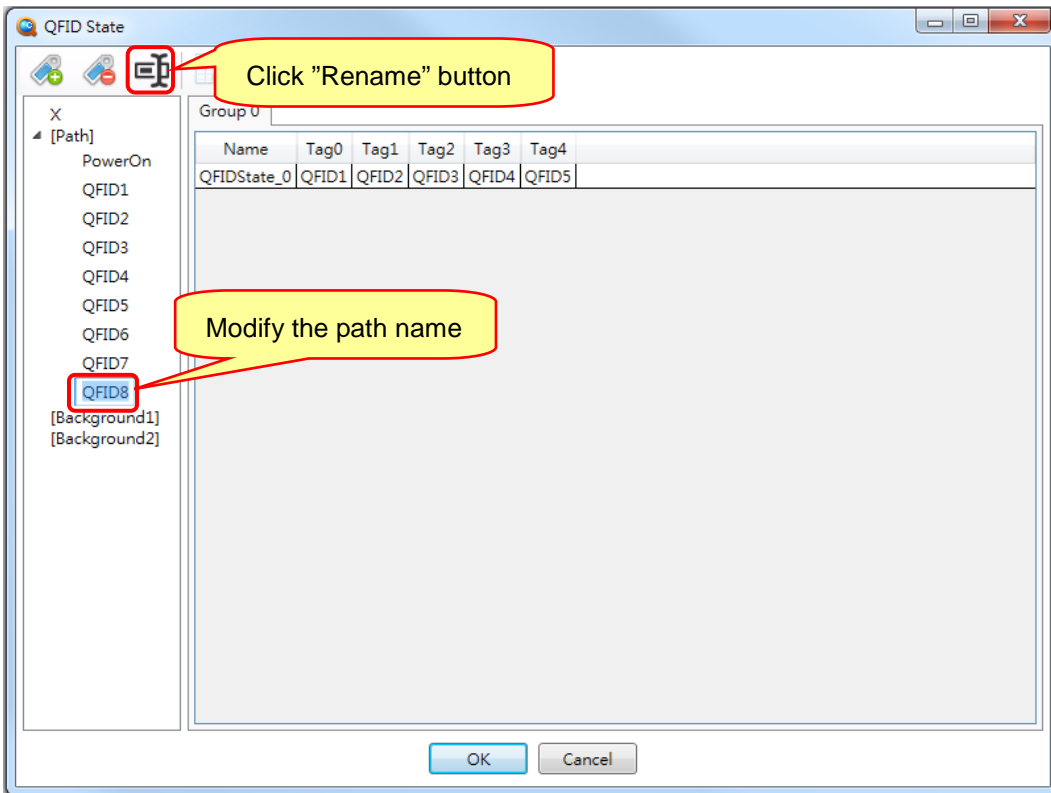 QFID State
Click ”Rename” button
X
[Path]
PowerOn
QFID1
QFID2
QFID3
QFID4
QFID5
QFID6
QFID7
QFID8
[Background1]
[Background2]
Group 0
Name Tag0 Tag1 Tag2 Tag3 Tag4
QFIDState_0 QFID1 QFID2 QFID3 QFID4 QFID5
Modify the path name
OK Cancel